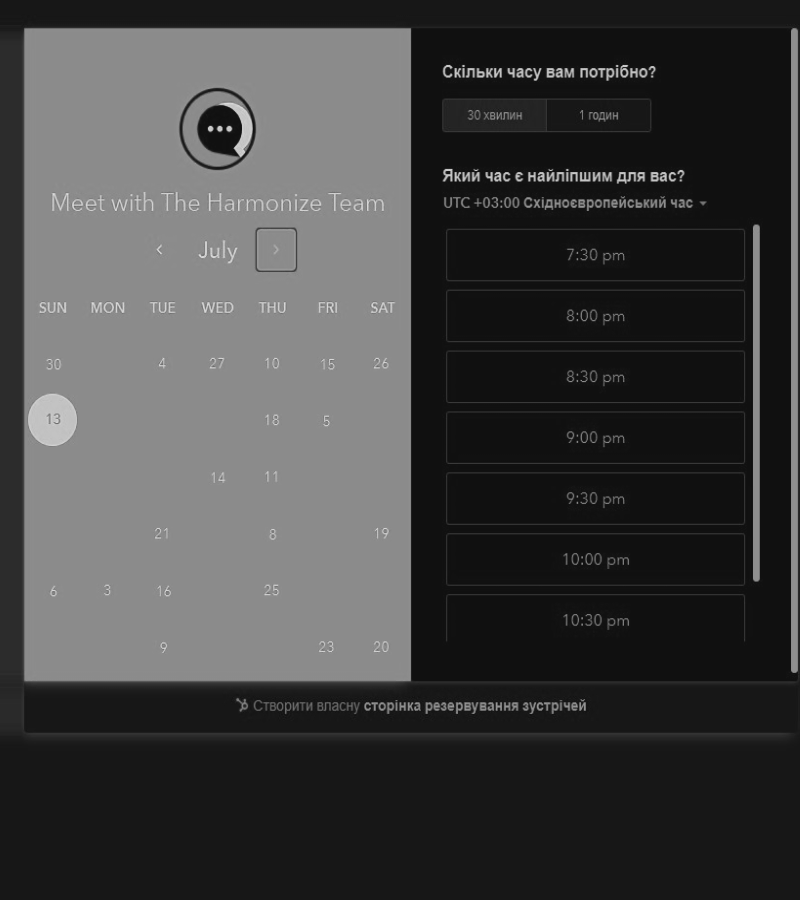 Meet with The Harmonize Team
July
SUN MON TUE WED THU FRI SAT
30 4 27 10 15 26
13 18 5
14 11
21 8 19
6 3 16 25
9 23 20
Скільки часу вам потрібно?
30 хвилин 1 годин
Який час є найліпшим для вас?
UTC +03:00 Східноєвропейський час
7:30 pm
8:00 pm
8:30 pm
9:00 pm
9:30 pm
10:00 pm
10:30 pm
Створити власну сторінка резервування зустрічей